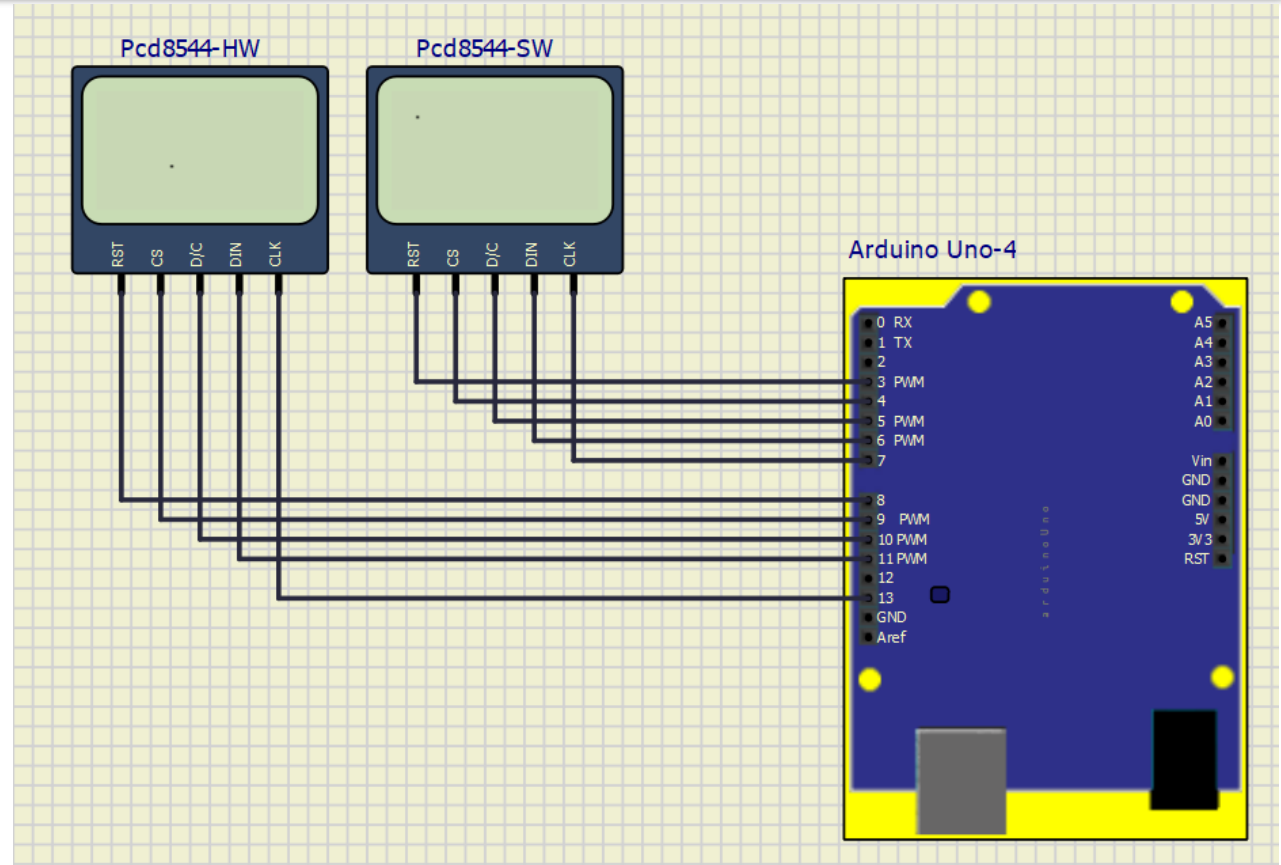 Pcd8544-HW
Pcd8544-SW
RST
CS
D/C
DIN
CLK
RST
CS
D/C
DIN
CLK
Arduino Uno-4
0 RX
1 TX
2
3 PWM
4
5 PWM
6 PWM
7
8
9 PWM
10 PWM
11 PWM
12
13
GND
Aref
A5
A4
A3
A2
A1
A0
Vin
GND
GND
5V
3V3
RST
arduinoUno